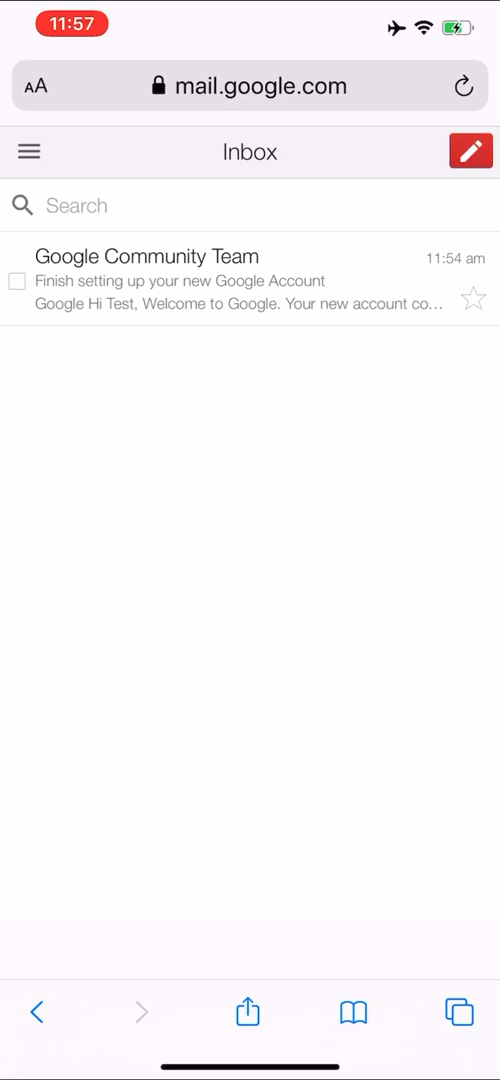 11:57
AA mail.google.com
Inbox
Search
Google Community Team 11:54 am
Finish setting up your new Google Account
Google Hi Test, Welcome to Google. Your new account co...